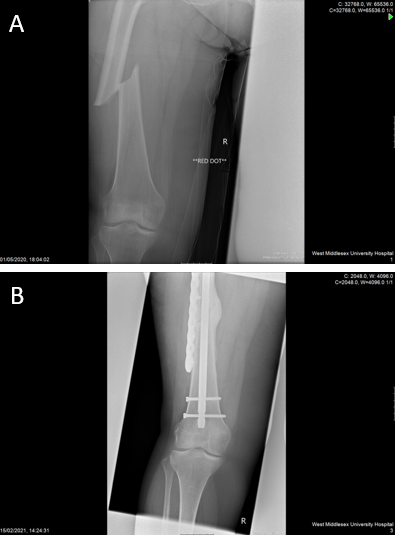 A
C: 32768.0, W: 65536.0
C=32768.0, W=65536.0 1/1
R
**RED DOT**
West Middlesex University Hospital
01/05/2020, 18:04:02
1
B
C: 2048.0, W: 4096.0
C=2048.0, W=4096.0 1/1
R
West Middlesex University Hospital
15/02/2021, 14:24:31
3